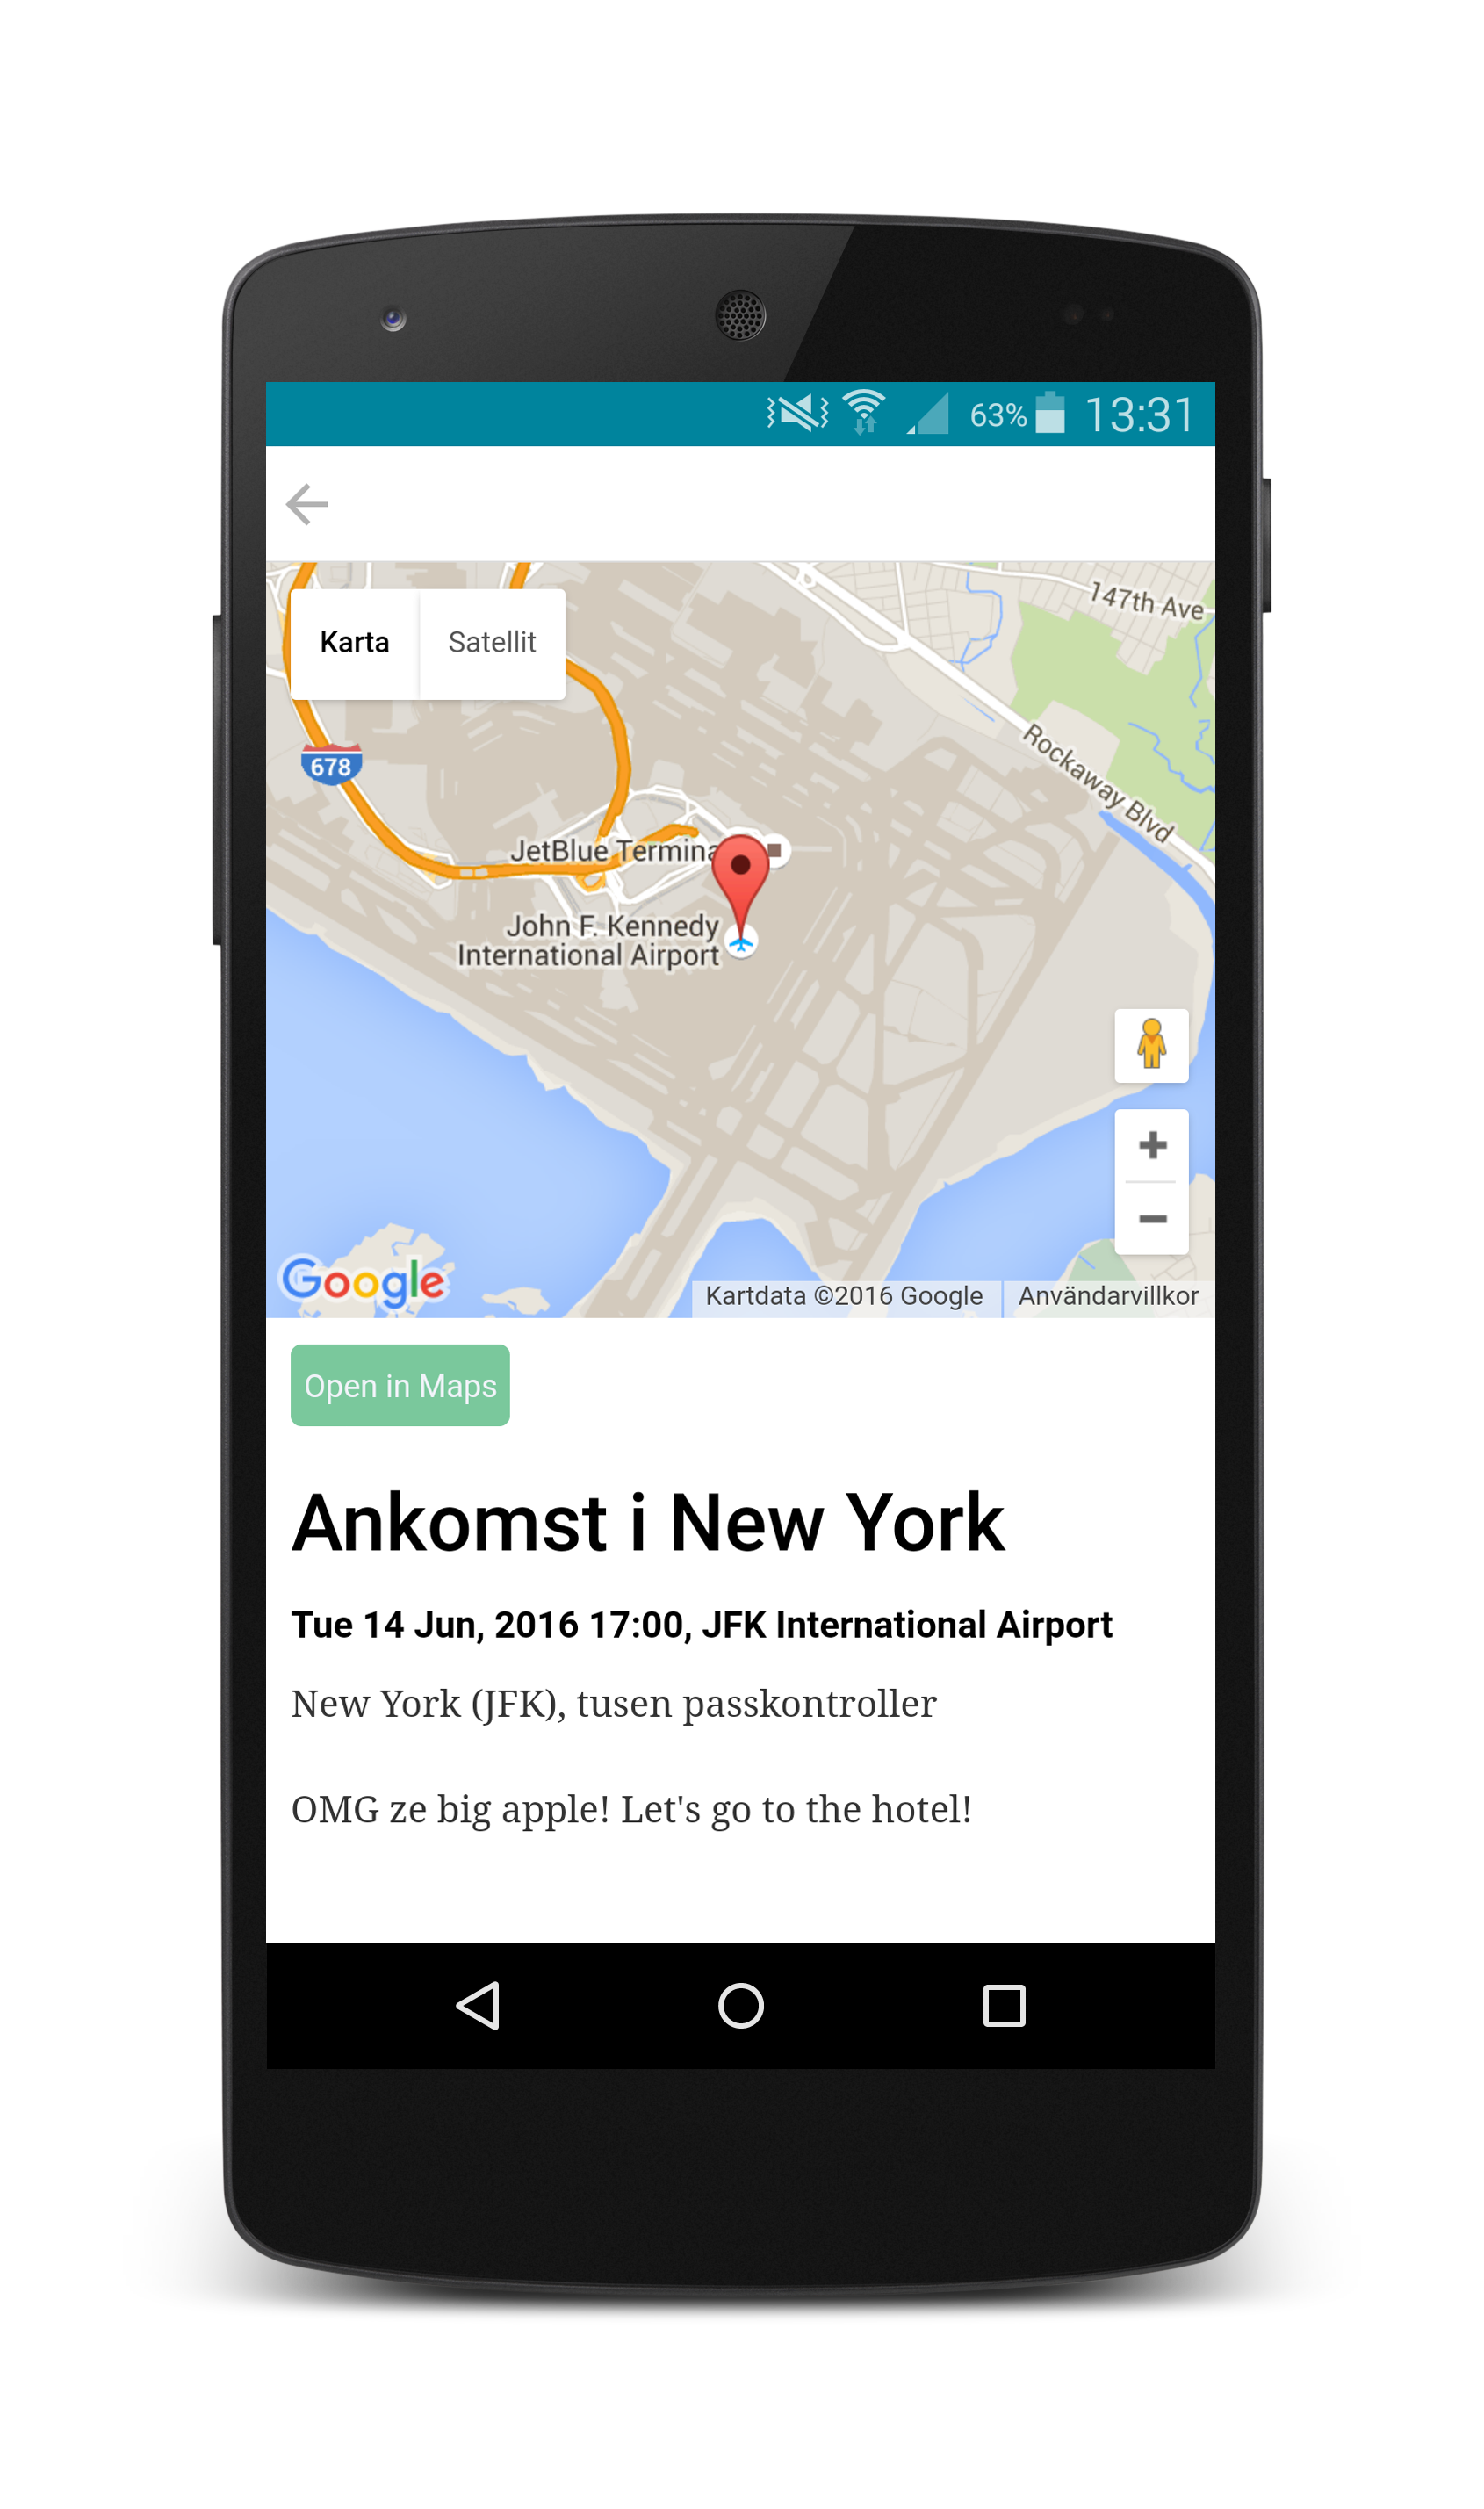 63% 13:31
147th Ave
Karta Satellit
Rockaway Blvd
678
JetBlue Termina
John F. Kennedy
International Airport
Google
Kartdata ©2016 Google Användarvillkor
Open in Maps
Ankomst i New York
Tue 14 Jun, 2016 17:00, JFK International Airport
New York (JFK), tusen passkontroller
OMG ze big apple! Let's go to the hotel!